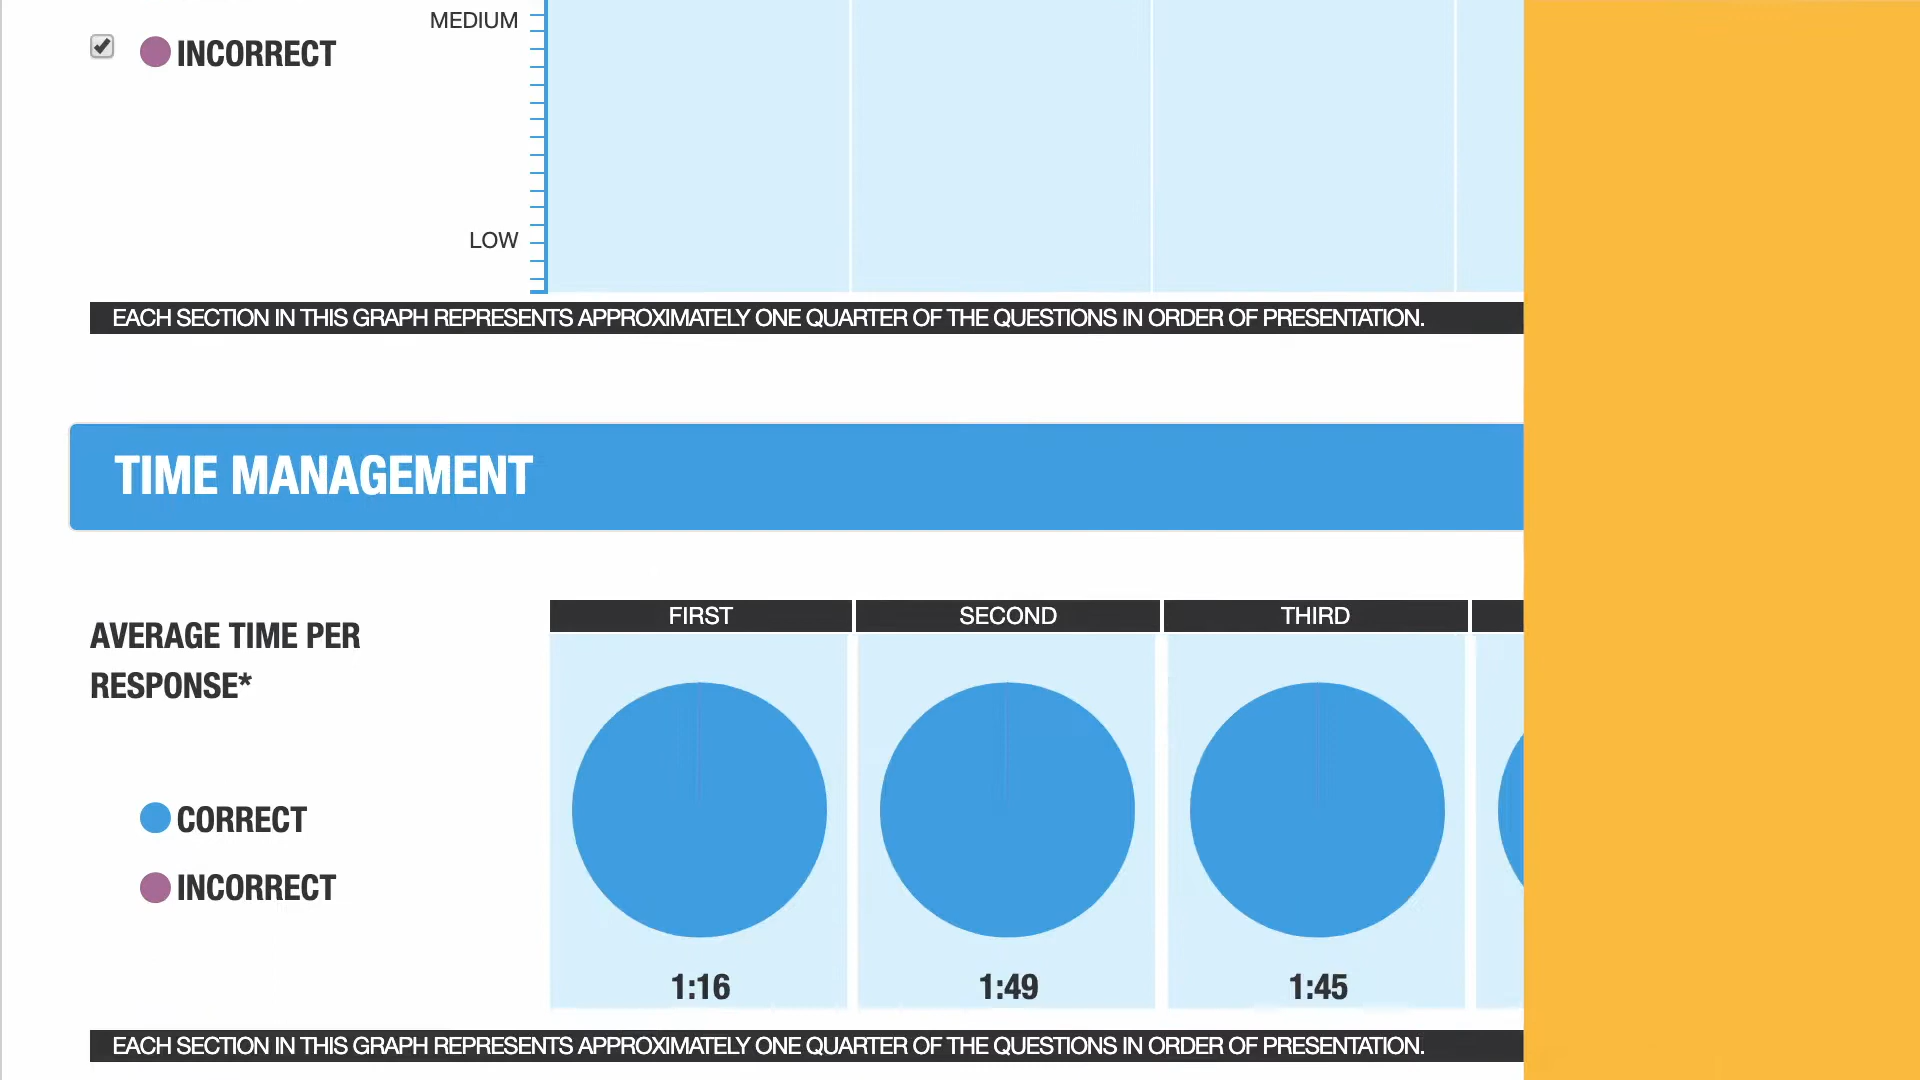 MEDIUM
INCORRECT
LOW
EACH SECTION IN THIS GRAPH REPRESENTS APPROXIMATELY ONE QUARTER OF THE QUESTIONS IN ORDER OF PRESENTATION.
TIME MANAGEMENT
AVERAGE TIME PER
RESPONSE*
FIRST
SECOND
THIRD
CORRECT
INCORRECT
1:16
1:49
1:45
EACH SECTION IN THIS GRAPH REPRESENTS APPROXIMATELY ONE QUARTER OF THE QUESTIONS IN ORDER OF PRESENTATION.